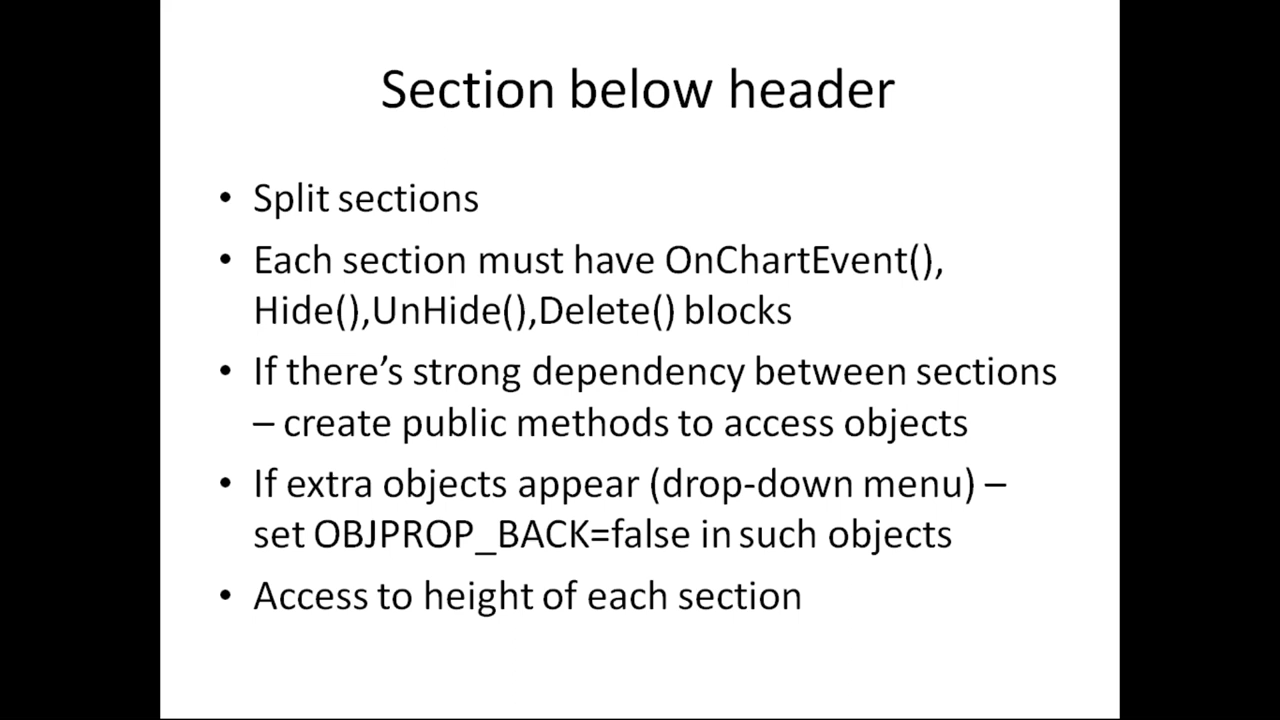 Section below header
• Split sections
• Each section must have OnChartEvent(),
Hide(),UnHide(),Delete() blocks
• If there’s strong dependency between sections
– create public methods to access objects
• If extra objects appear (drop-down menu) –
set OBJPROP_BACK=false in such objects
• Access to height of each section